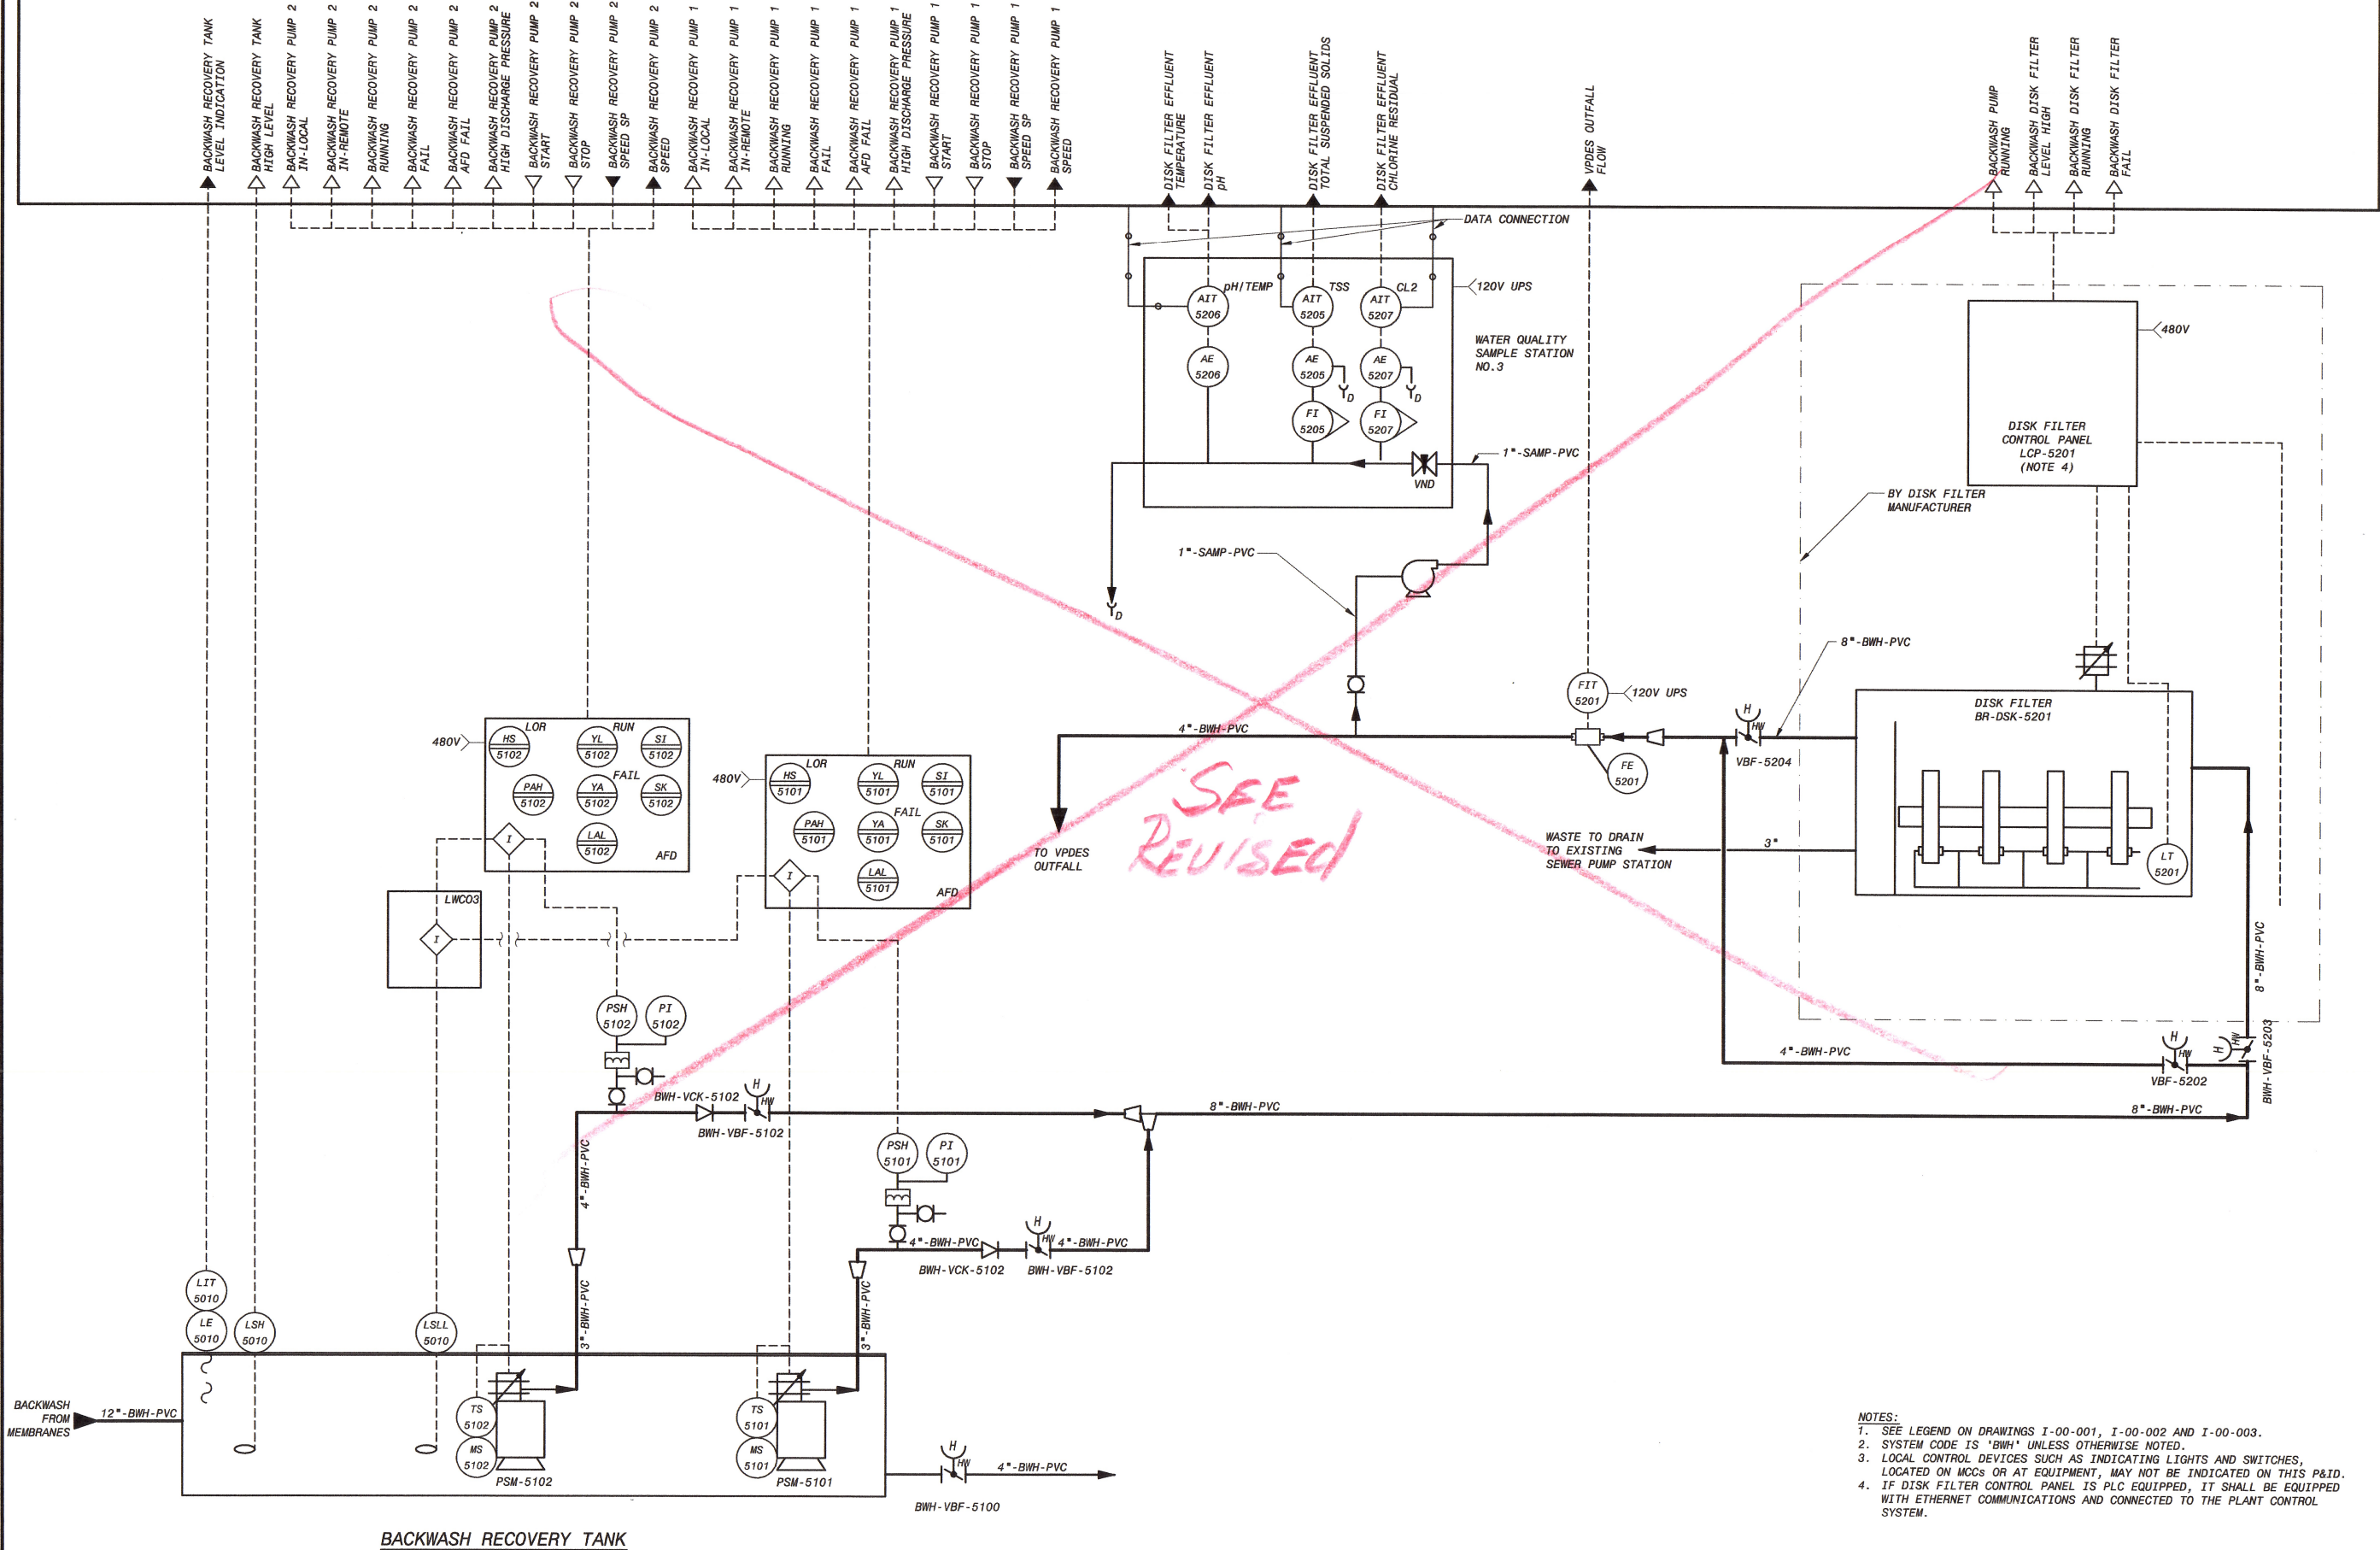 BACKWASH RECOVERY TANK
LEVEL INDICATION
BACKWASH RECOVERY TANK
HIGH LEVEL
BACKWASH RECOVERY PUMP 2
IN-LOCAL
BACKWASH RECOVERY PUMP 2
IN-REMOTE
BACKWASH RECOVERY PUMP 2
RUNNING
BACKWASH RECOVERY PUMP 2
FAIL
BACKWASH RECOVERY PUMP 2
AFD FAIL
BACKWASH RECOVERY PUMP 2
HIGH DISCHARGE PRESSURE
BACKWASH RECOVERY PUMP 2
START
BACKWASH RECOVERY PUMP 2
STOP
BACKWASH RECOVERY PUMP 2
SPEED SP
BACKWASH RECOVERY PUMP 2
SPEED
BACKWASH RECOVERY PUMP 1
IN-LOCAL
BACKWASH RECOVERY PUMP 1
IN-REMOTE
BACKWASH RECOVERY PUMP 1
RUNNING
BACKWASH RECOVERY PUMP 1
FAIL
BACKWASH RECOVERY PUMP 1
AFD FAIL
BACKWASH RECOVERY PUMP 1
HIGH DISCHARGE PRESSURE
BACKWASH RECOVERY PUMP 1
START
BACKWASH RECOVERY PUMP 1
STOP
BACKWASH RECOVERY PUMP 1
SPEED SP
BACKWASH RECOVERY PUMP 1
SPEED
DISK FILTER EFFLUENT
TEMPERATURE
DISK FILTER EFFLUENT
pH
DISK FILTER EFFLUENT
TOTAL SUSPENDED SOLIDS
DISK FILTER EFFLUENT
CHLORINE RESIDUAL
VPDES OUTFALL
FLOW
BACKWASH PUMP
RUNNING
BACKWASH DISK FILTER
LEVEL HIGH
BACKWASH DISK FILTER
RUNNING
BACKWASH DISK FILTER
FAIL
DATA CONNECTION
pH/TEMP
TSS
CL2
120V UPS
AIT
5206
AIT
5205
AIT
5207
AE
5206
AE
5205
AE
5207
D
D
FI
5205
FI
5207
WATER QUALITY
SAMPLE STATION
NO.3
VND
1"-SAMP-PVC
1"-SAMP-PVC
D
480V
DISK FILTER
CONTROL PANEL
LCP-5201
(NOTE 4)
BY DISK FILTER
MANUFACTURER
8"-BWH-PVC
FIT
5201
120V UPS
FE
5201
H
HW
VBF-5204
DISK FILTER
BR-DSK-5201
LT
5201
4"-BWH-PVC
TO VPDES
OUTFALL
SEE
REVISED
WASTE TO DRAIN
TO EXISTING
SEWER PUMP STATION
3"
480V
HS
5102
LOR
YL
5102
RUN
SI
5102
PAH
5102
YA
5102
FAIL
SK
5102
I
LAL
5102
AFD
480V
HS
5101
LOR
YL
5101
RUN
SI
5101
PAH
5101
YA
5101
FAIL
SK
5101
I
LAL
5101
AFD
LWCO3
I
PSH
5102
PI
5102
BWH-VCK-5102
H
HW
BWH-VBF-5102
4"-BWH-PVC
3"-BWH-PVC
PSH
5101
PI
5101
4"-BWH-PVC
H
HW
4"-BWH-PVC
BWH-VCK-5102
BWH-VBF-5102
3"-BWH-PVC
8"-BWH-PVC
8"-BWH-PVC
4"-BWH-PVC
H
HW
VBF-5202
H
HW
BWH-VBF-5203
8"-BWH-PVC
LIT
5010
LE
5010
LSH
5010
LSLL
5010
BACKWASH
FROM
MEMBRANES
12"-BWH-PVC
TS
5102
MS
5102
PSM-5102
TS
5101
MS
5101
PSM-5101
H
HW
4"-BWH-PVC
BWH-VBF-5100
BACKWASH RECOVERY TANK
NOTES:
1. SEE LEGEND ON DRAWINGS I-00-001, I-00-002 AND I-00-003.
2. SYSTEM CODE IS 'BWH' UNLESS OTHERWISE NOTED.
3. LOCAL CONTROL DEVICES SUCH AS INDICATING LIGHTS AND SWITCHES,
LOCATED ON MCCs OR AT EQUIPMENT, MAY NOT BE INDICATED ON THIS P&ID.
4. IF DISK FILTER CONTROL PANEL IS PLC EQUIPPED, IT SHALL BE EQUIPPED
WITH ETHERNET COMMUNICATIONS AND CONNECTED TO THE PLANT CONTROL
SYSTEM.